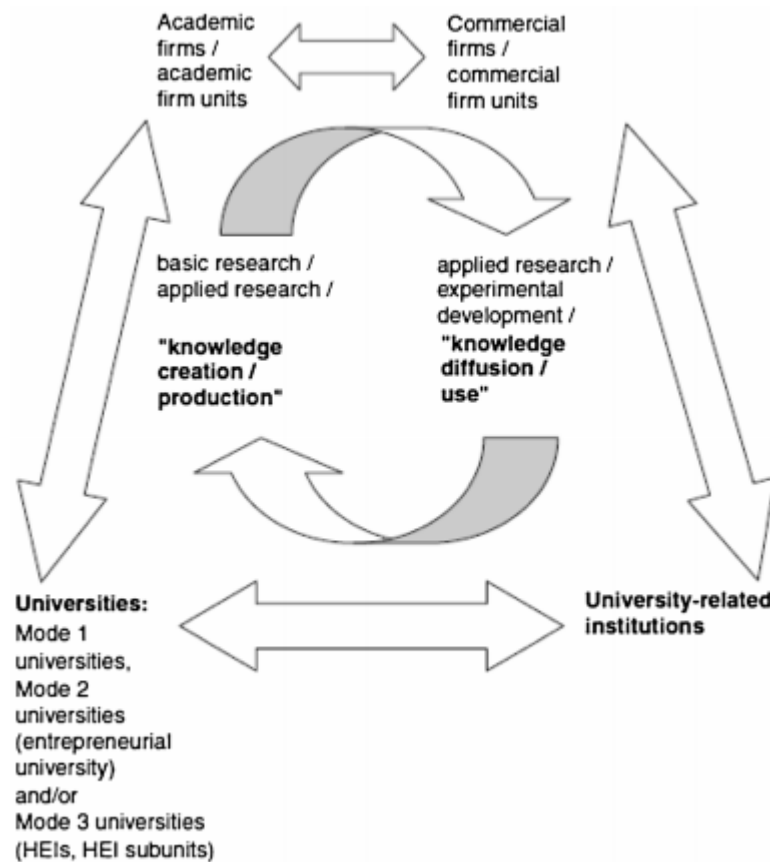 Academic
firms /
academic
firm units
Commercial
firms /
commercial
firm units
basic research /
applied research /
"knowledge
creation /
production"
applied research /
experimental
development /
"knowledge
diffusion /
use"
Universities:
Mode 1
universities,
Mode 2
universities
(entrepreneurial
university)
and/or
Mode 3 universities
(HEIs, HEI subunits)
University-related
institutions